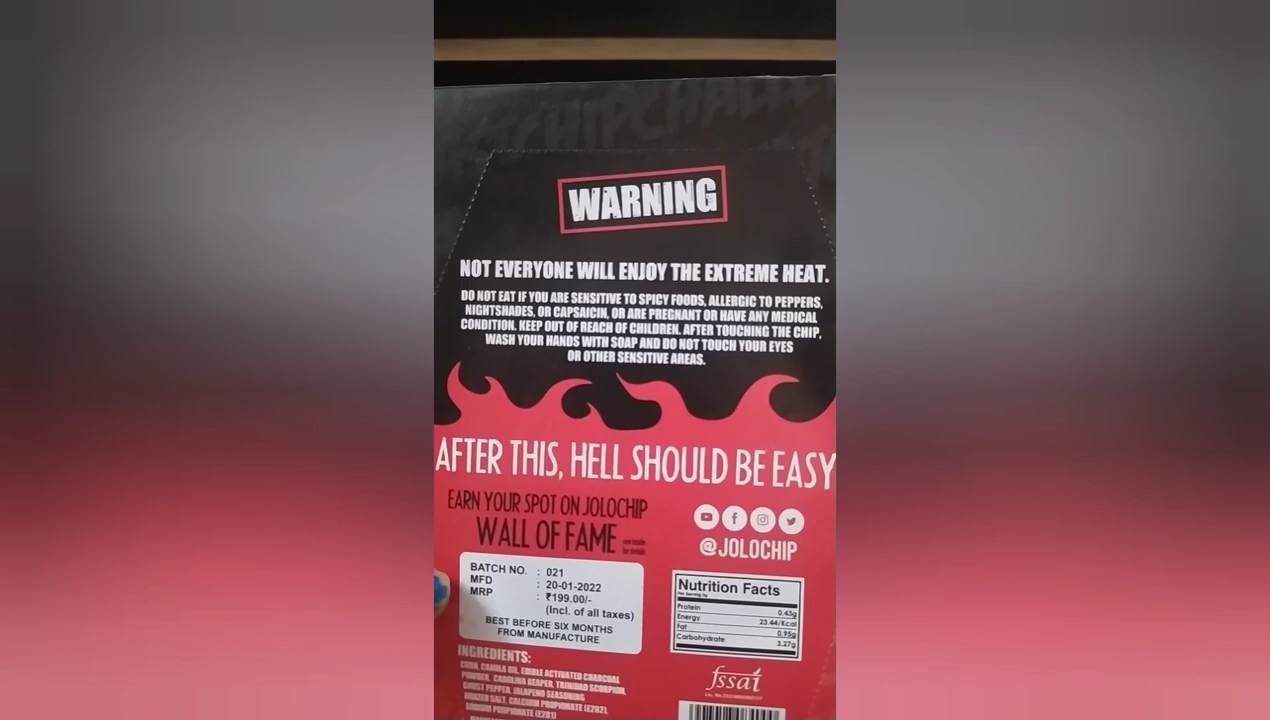 CHIPCHALLE
WARNING
NOT EVERYONE WILL ENJOY THE EXTREME HEAT.
DO NOT EAT IF YOU ARE SENSITIVE TO SPICY FOODS, ALLERGIC TO PEPPERS,
NIGHTSHADES, OR CAPSAICIN, OR ARE PREGNANT OR HAVE ANY MEDICAL
CONDITION. KEEP OUT OF REACH OF CHILDREN. AFTER TOUCHING THE CHIP,
WASH YOUR HANDS WITH SOAP AND DO NOT TOUCH YOUR EYES
OR OTHER SENSITIVE AREAS.
AFTER THIS, HELL SHOULD BE EASY
EARN YOUR SPOT ON JOLOCHIP
WALL OF FAME
see inside
for details
@JOLOCHIP
BATCH NO. : 021
MFD : 20-01-2022
MRP : ₹199.00/-
(Incl. of all taxes)
BEST BEFORE SIX MONTHS
FROM MANUFACTURE
Nutrition Facts
Protein 0.43g
Energy 23.44/Kcal
Fat 0.95g
Carbohydrate 3.27g
INGREDIENTS:
CORN, CANOLA OIL, EDIBLE ACTIVATED CHARCOAL
POWDER, CAROLINA REAPER, TRINIDAD SCORPION,
GHOST PEPPER, JALAPENO SEASONING
IODIZED SALT, CALCIUM PROPIONATE (E282),
SODIUM PROPIONATE (E281)
fssai